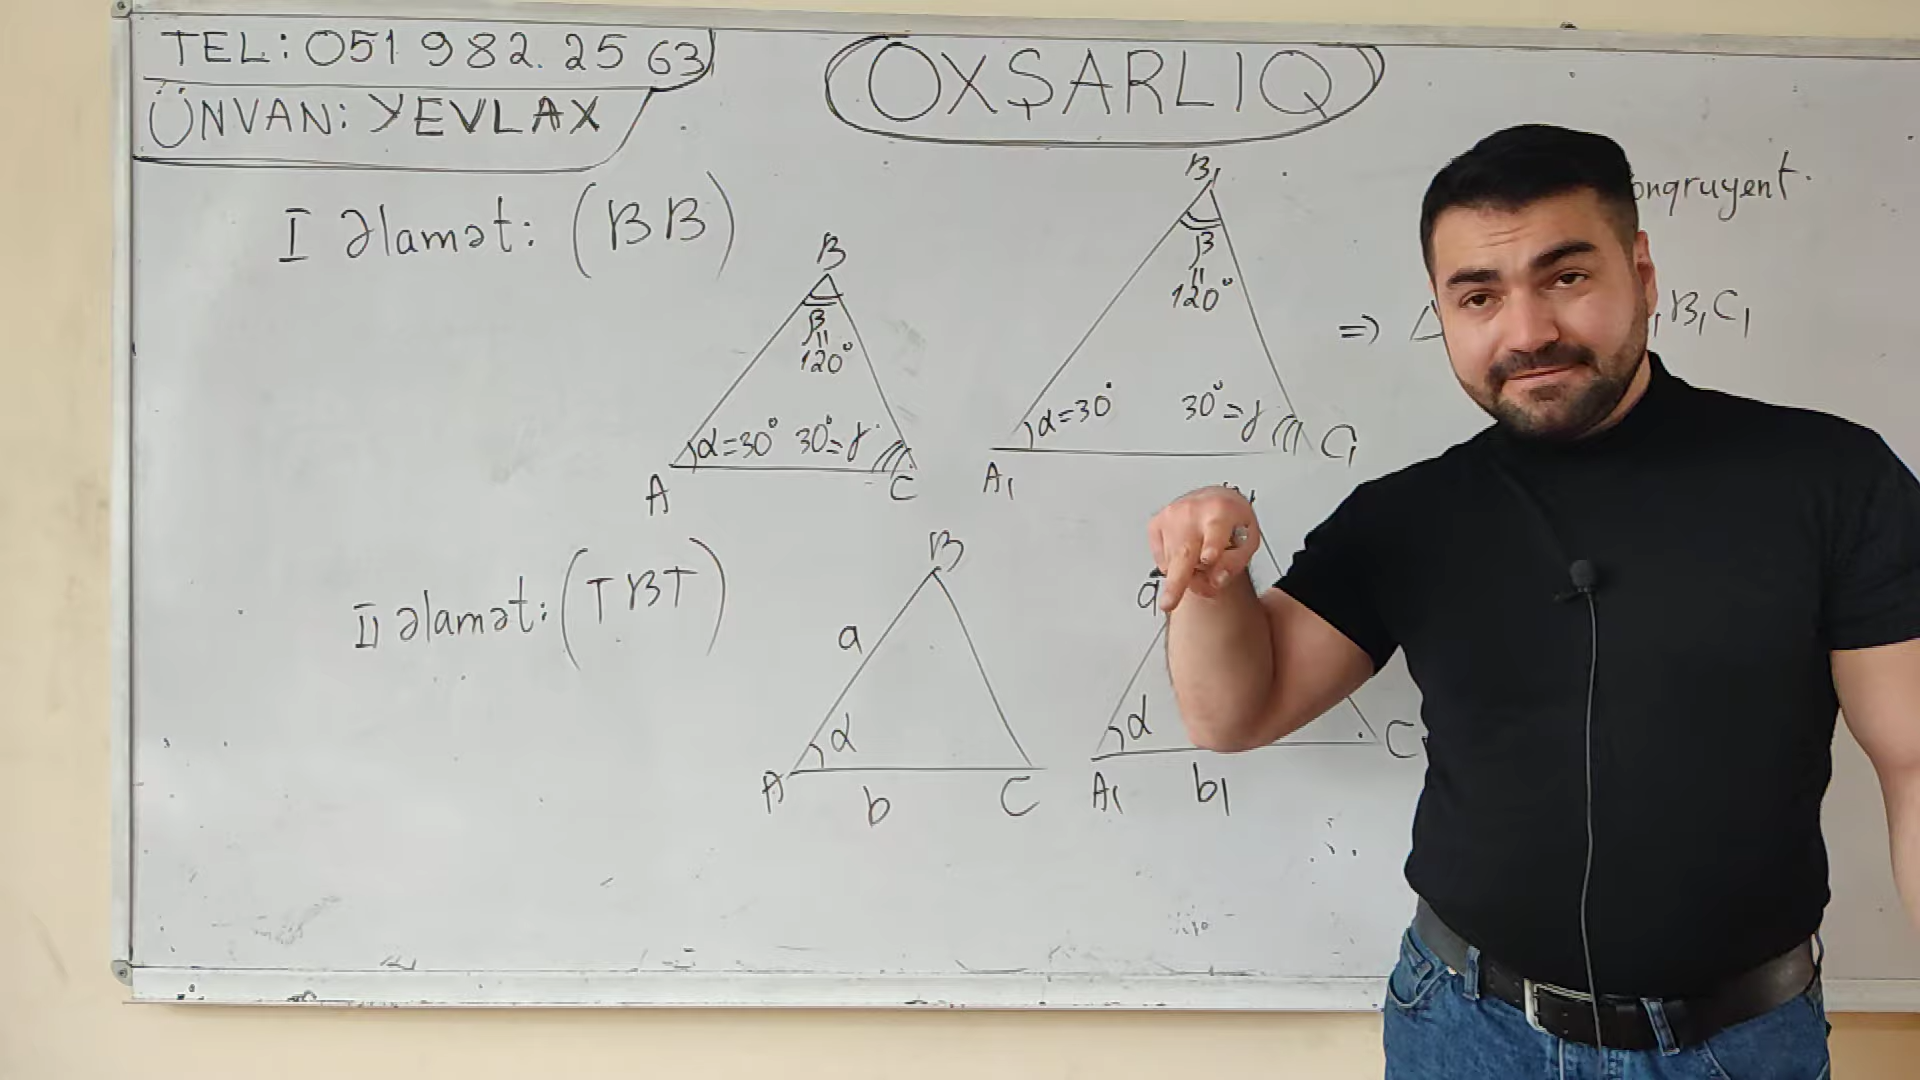 TEL: 051 982. 25 63
ÜNVAN: YEVLAX
OXŞARLIQ
I Əlamət: (BB)
B
β
=
120°
α=30° 30°=γ
A C
B₁
β
=
120°
α=30° 30°=γ
A₁ C₁
=> Δ B₁C₁
II əlamət: (TBT)
B
a
α
A b C
α
A₁ b₁ C